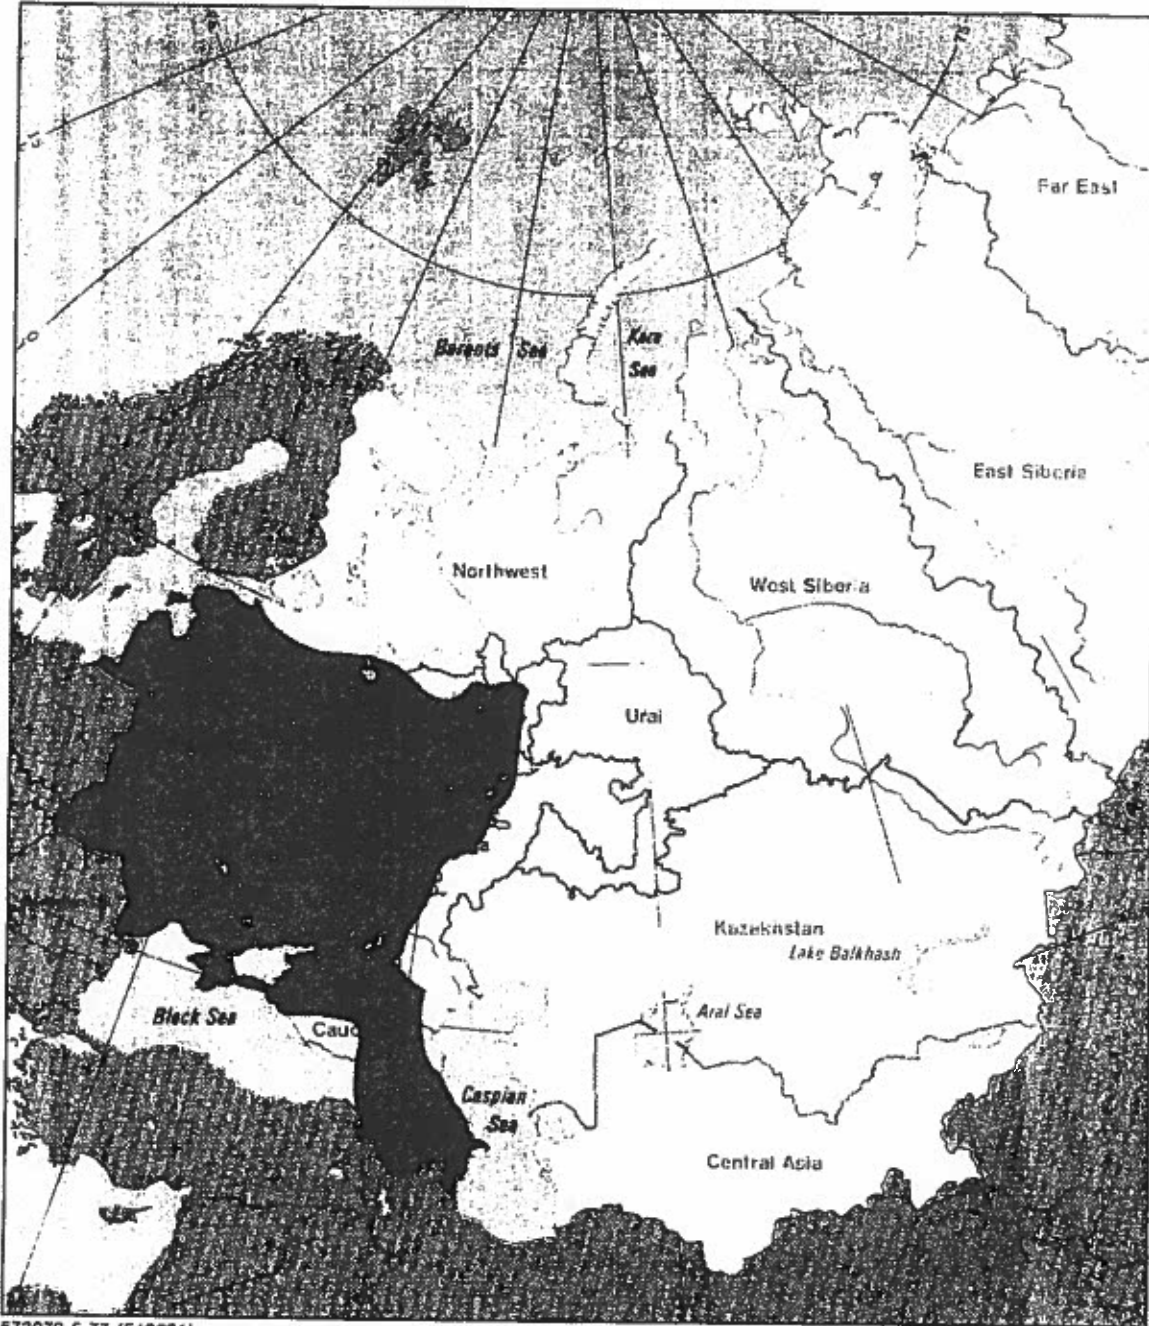 Far East
Barents Sea
Kara
Sea
East Siberia
Northwest
West Siberia
Ural
Kazakhstan
Lake Balkhash
Black Sea
Cauc
Aral Sea
Caspian
Sea
Central Asia